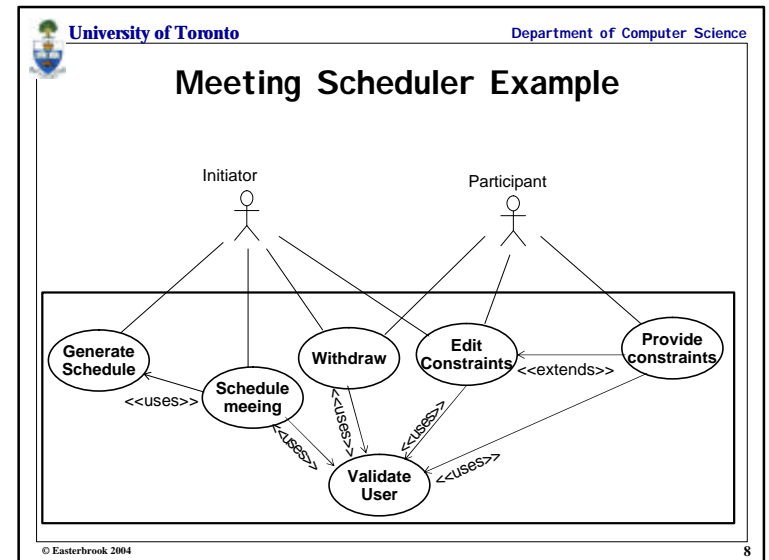 University of Toronto
Department of Computer Science
Meeting Scheduler Example
Initiator
Participant
Generate
Schedule
Schedule
meeing
Withdraw
Edit
Constraints
Provide
constraints
<<extends>>
<<uses>>
<<uses>>
<<uses>>
<<uses>>
<<uses>>
Validate
User
© Easterbrook 2004
8